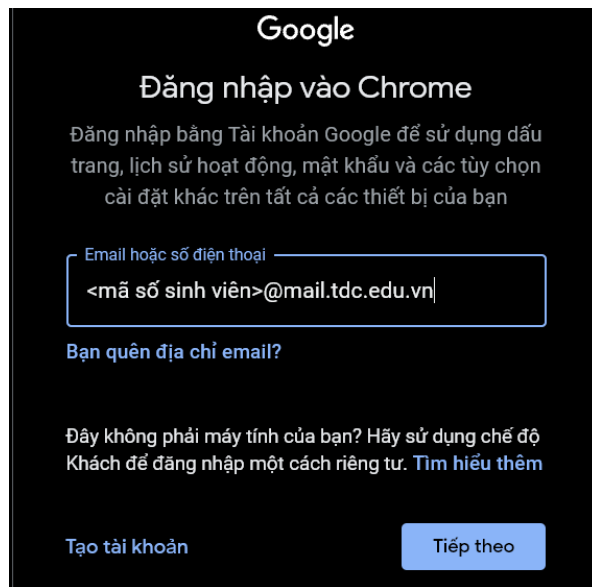 Google
Đăng nhập vào Chrome
Đăng nhập bằng Tài khoản Google để sử dụng dấu
trang, lịch sử hoạt động, mật khẩu và các tùy chọn
cài đặt khác trên tất cả các thiết bị của bạn
Email hoặc số điện thoại
<mã số sinh viên>@mail.tdc.edu.vn
Bạn quên địa chỉ email?
Đây không phải máy tính của bạn? Hãy sử dụng chế độ
Khách để đăng nhập một cách riêng tư. Tìm hiểu thêm
Tạo tài khoản
Tiếp theo